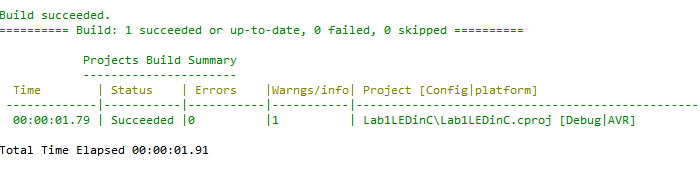 Build succeeded.
========== Build: 1 succeeded or up-to-date, 0 failed, 0 skipped ==========
Projects Build Summary
----------------------
Time | Status | Errors |Warngs/info| Project [Config|platform]
-------------|----------|-----------|-----------|-------------------------------------------------
00:00:01.79 | Succeeded |0 |1 | Lab1LEDinC\Lab1LEDinC.cproj [Debug|AVR]
Total Time Elapsed 00:00:01.91